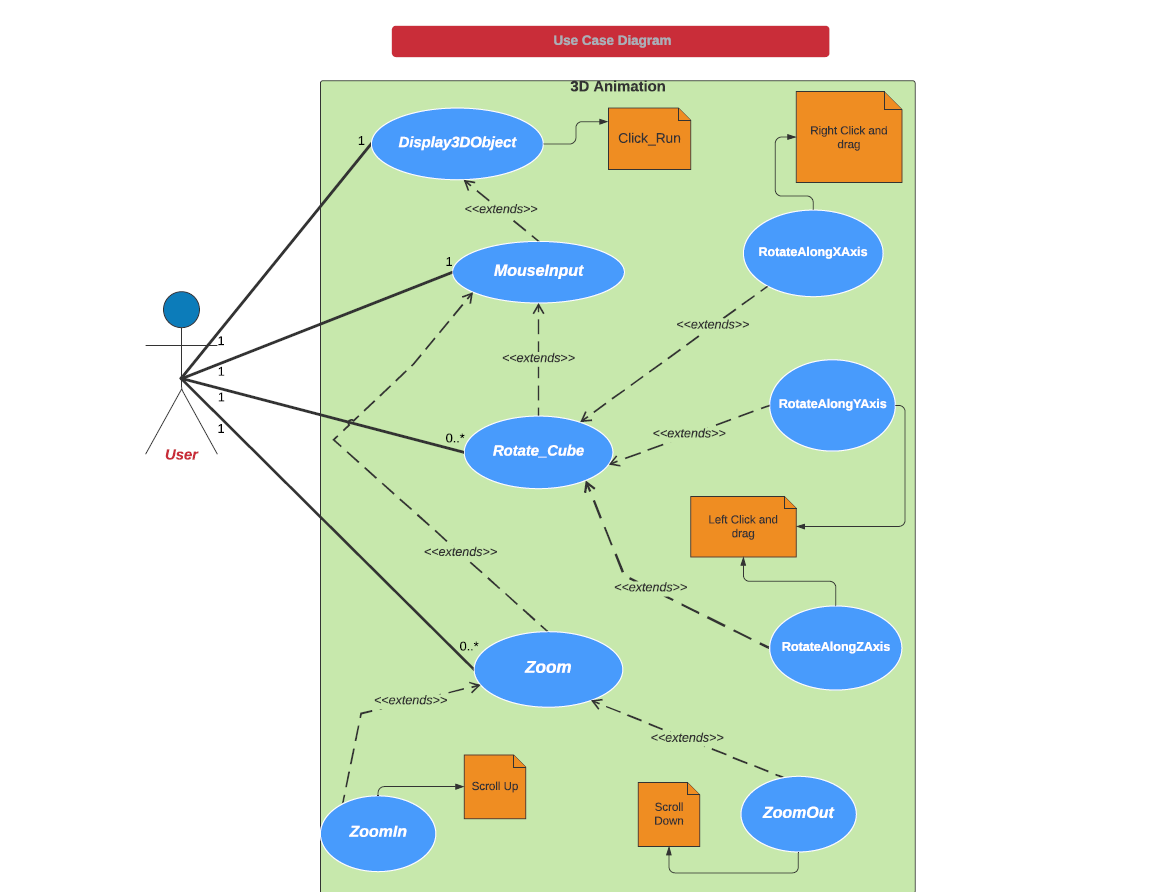 Use Case Diagram
3D Animation
Display3DObject
Click_Run
Right Click and
drag
1
<<extends>>
RotateAlongXAxis
1
MouseInput
<<extends>>
1
<<extends>>
1
1
RotateAlongYAxis
1
<<extends>>
0..*
Rotate_Cube
User
Left Click and
drag
<<extends>>
<<extends>>
0..*
RotateAlongZAxis
Zoom
<<extends>>
<<extends>>
Scroll Up
Scroll
Down
ZoomOut
ZoomIn